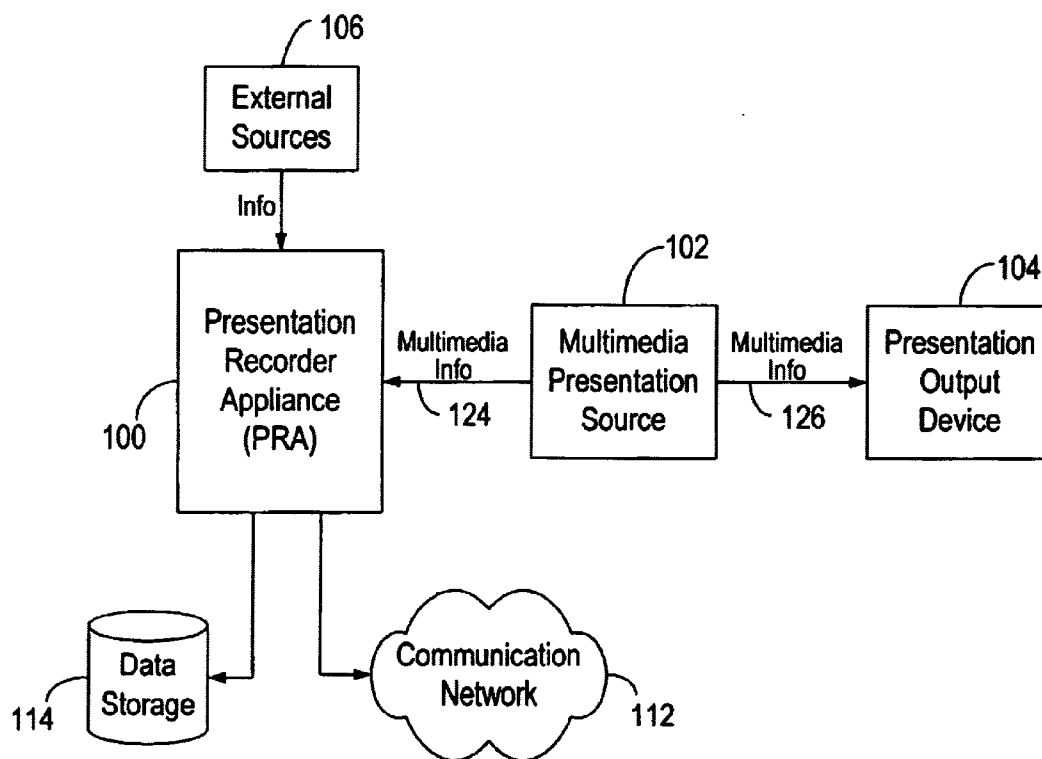 106
External
Sources
Info
102
104
Presentation
Recorder
Appliance
(PRA)
100
Multimedia
Info
124
Multimedia
Presentation
Source
Multimedia
Info
126
Presentation
Output
Device
Data
Storage
114
Communication
Network
112